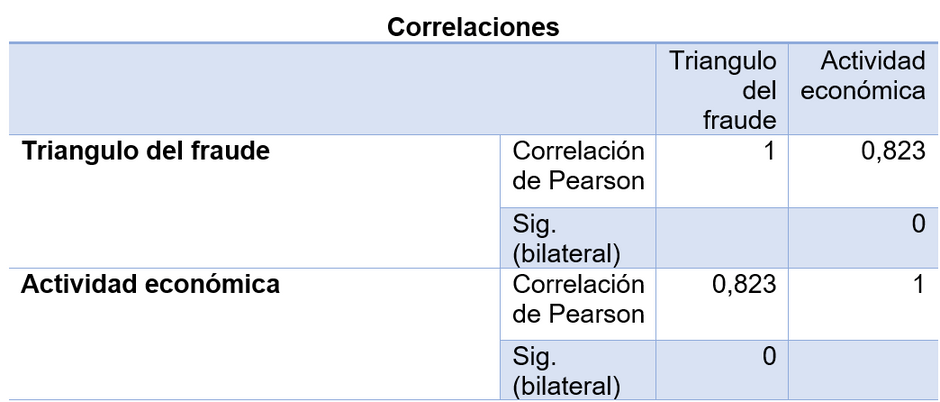 Correlaciones
Triangulo del fraude Actividad económica
Triangulo del fraude Correlación de Pearson 1 0,823
Sig. (bilateral) 0
Actividad económica Correlación de Pearson 0,823 1
Sig. (bilateral) 0